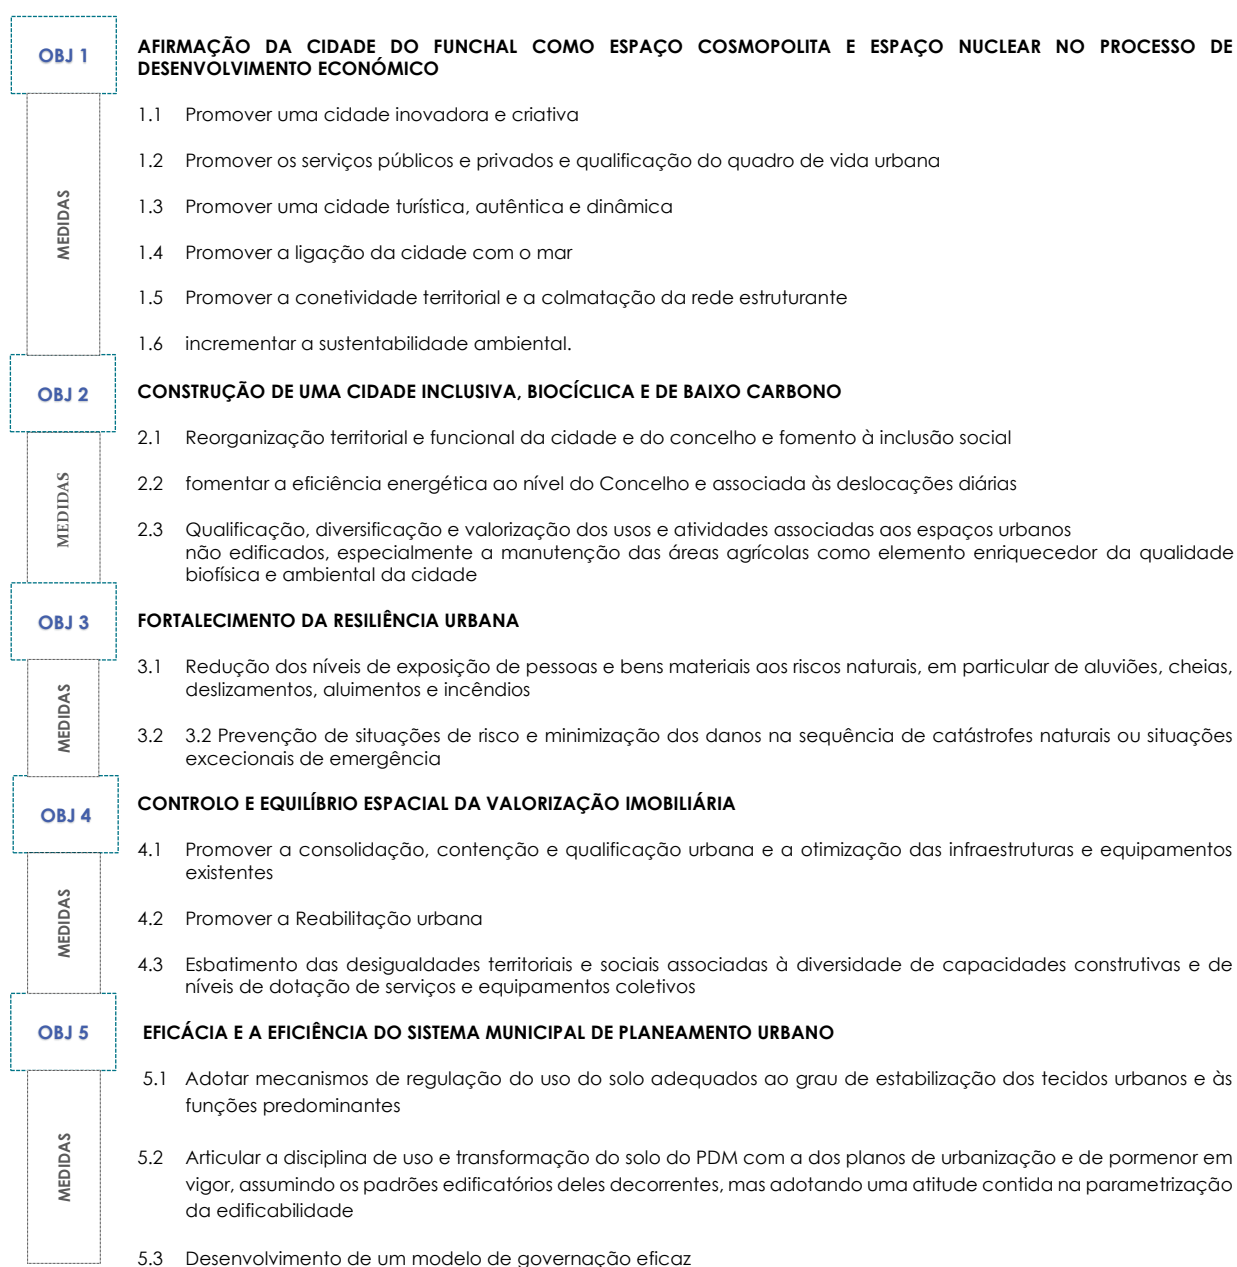 OBJ 1
AFIRMAÇÃO DA CIDADE DO FUNCHAL COMO ESPAÇO COSMOPOLITA E ESPAÇO NUCLEAR NO PROCESSO DE
DESENVOLVIMENTO ECONÓMICO
MEDIDAS
1.1 Promover uma cidade inovadora e criativa
1.2 Promover os serviços públicos e privados e qualificação do quadro de vida urbana
1.3 Promover uma cidade turística, autêntica e dinâmica
1.4 Promover a ligação da cidade com o mar
1.5 Promover a conetividade territorial e a colmatação da rede estruturante
1.6 incrementar a sustentabilidade ambiental.
OBJ 2
CONSTRUÇÃO DE UMA CIDADE INCLUSIVA, BIOCÍCLICA E DE BAIXO CARBONO
MEDIDAS
2.1 Reorganização territorial e funcional da cidade e do concelho e fomento à inclusão social
2.2 fomentar a eficiência energética ao nível do Concelho e associada às deslocações diárias
2.3 Qualificação, diversificação e valorização dos usos e atividades associadas aos espaços urbanos
não edificados, especialmente a manutenção das áreas agrícolas como elemento enriquecedor da qualidade
biofísica e ambiental da cidade
OBJ 3
FORTALECIMENTO DA RESILIÊNCIA URBANA
MEDIDAS
3.1 Redução dos níveis de exposição de pessoas e bens materiais aos riscos naturais, em particular de aluviões, cheias,
deslizamentos, aluimentos e incêndios
3.2 3.2 Prevenção de situações de risco e minimização dos danos na sequência de catástrofes naturais ou situações
excecionais de emergência
OBJ 4
CONTROLO E EQUILÍBRIO ESPACIAL DA VALORIZAÇÃO IMOBILIÁRIA
MEDIDAS
4.1 Promover a consolidação, contenção e qualificação urbana e a otimização das infraestruturas e equipamentos
existentes
4.2 Promover a Reabilitação urbana
4.3 Esbatimento das desigualdades territoriais e sociais associadas à diversidade de capacidades construtivas e de
níveis de dotação de serviços e equipamentos coletivos
OBJ 5
EFICÁCIA E A EFICIÊNCIA DO SISTEMA MUNICIPAL DE PLANEAMENTO URBANO
MEDIDAS
5.1 Adotar mecanismos de regulação do uso do solo adequados ao grau de estabilização dos tecidos urbanos e às
funções predominantes
5.2 Articular a disciplina de uso e transformação do solo do PDM com a dos planos de urbanização e de pormenor em
vigor, assumindo os padrões edificatórios deles decorrentes, mas adotando uma atitude contida na parametrização
da edificabilidade
5.3 Desenvolvimento de um modelo de governação eficaz